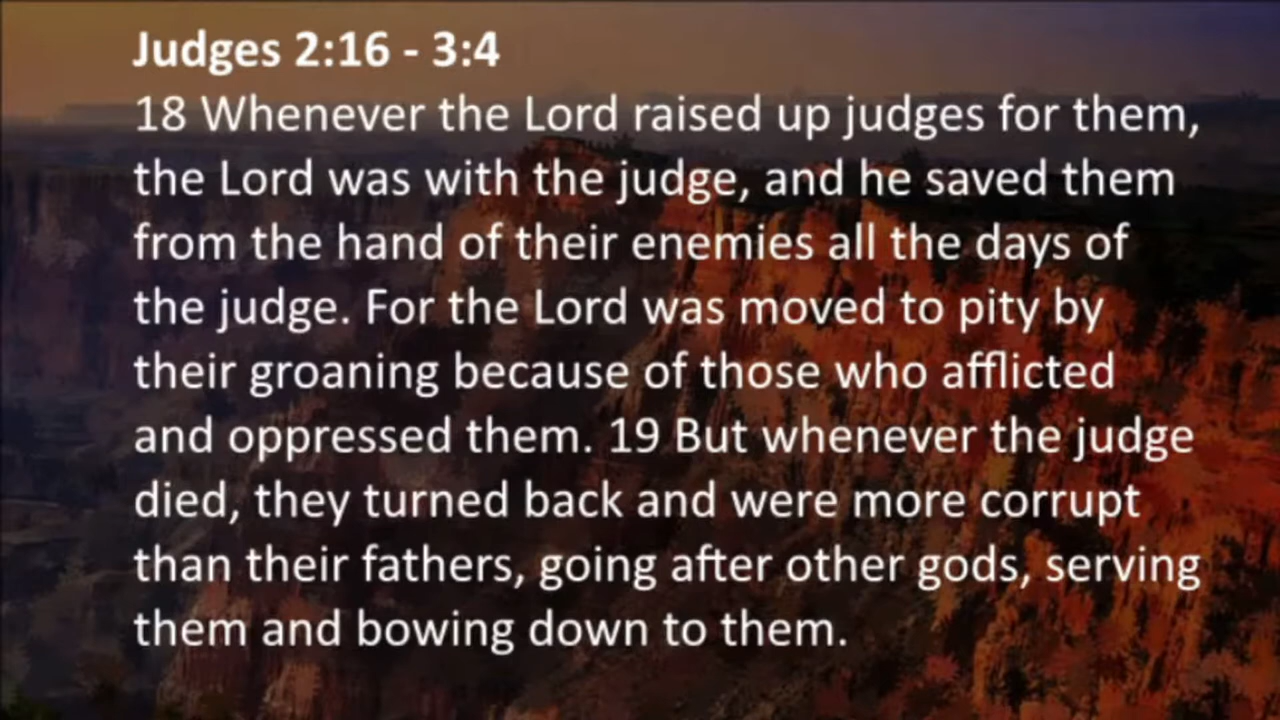 Judges 2:16 - 3:4
18 Whenever the Lord raised up judges for them,
the Lord was with the judge, and he saved them
from the hand of their enemies all the days of
the judge. For the Lord was moved to pity by
their groaning because of those who afflicted
and oppressed them. 19 But whenever the judge
died, they turned back and were more corrupt
than their fathers, going after other gods, serving
them and bowing down to them.